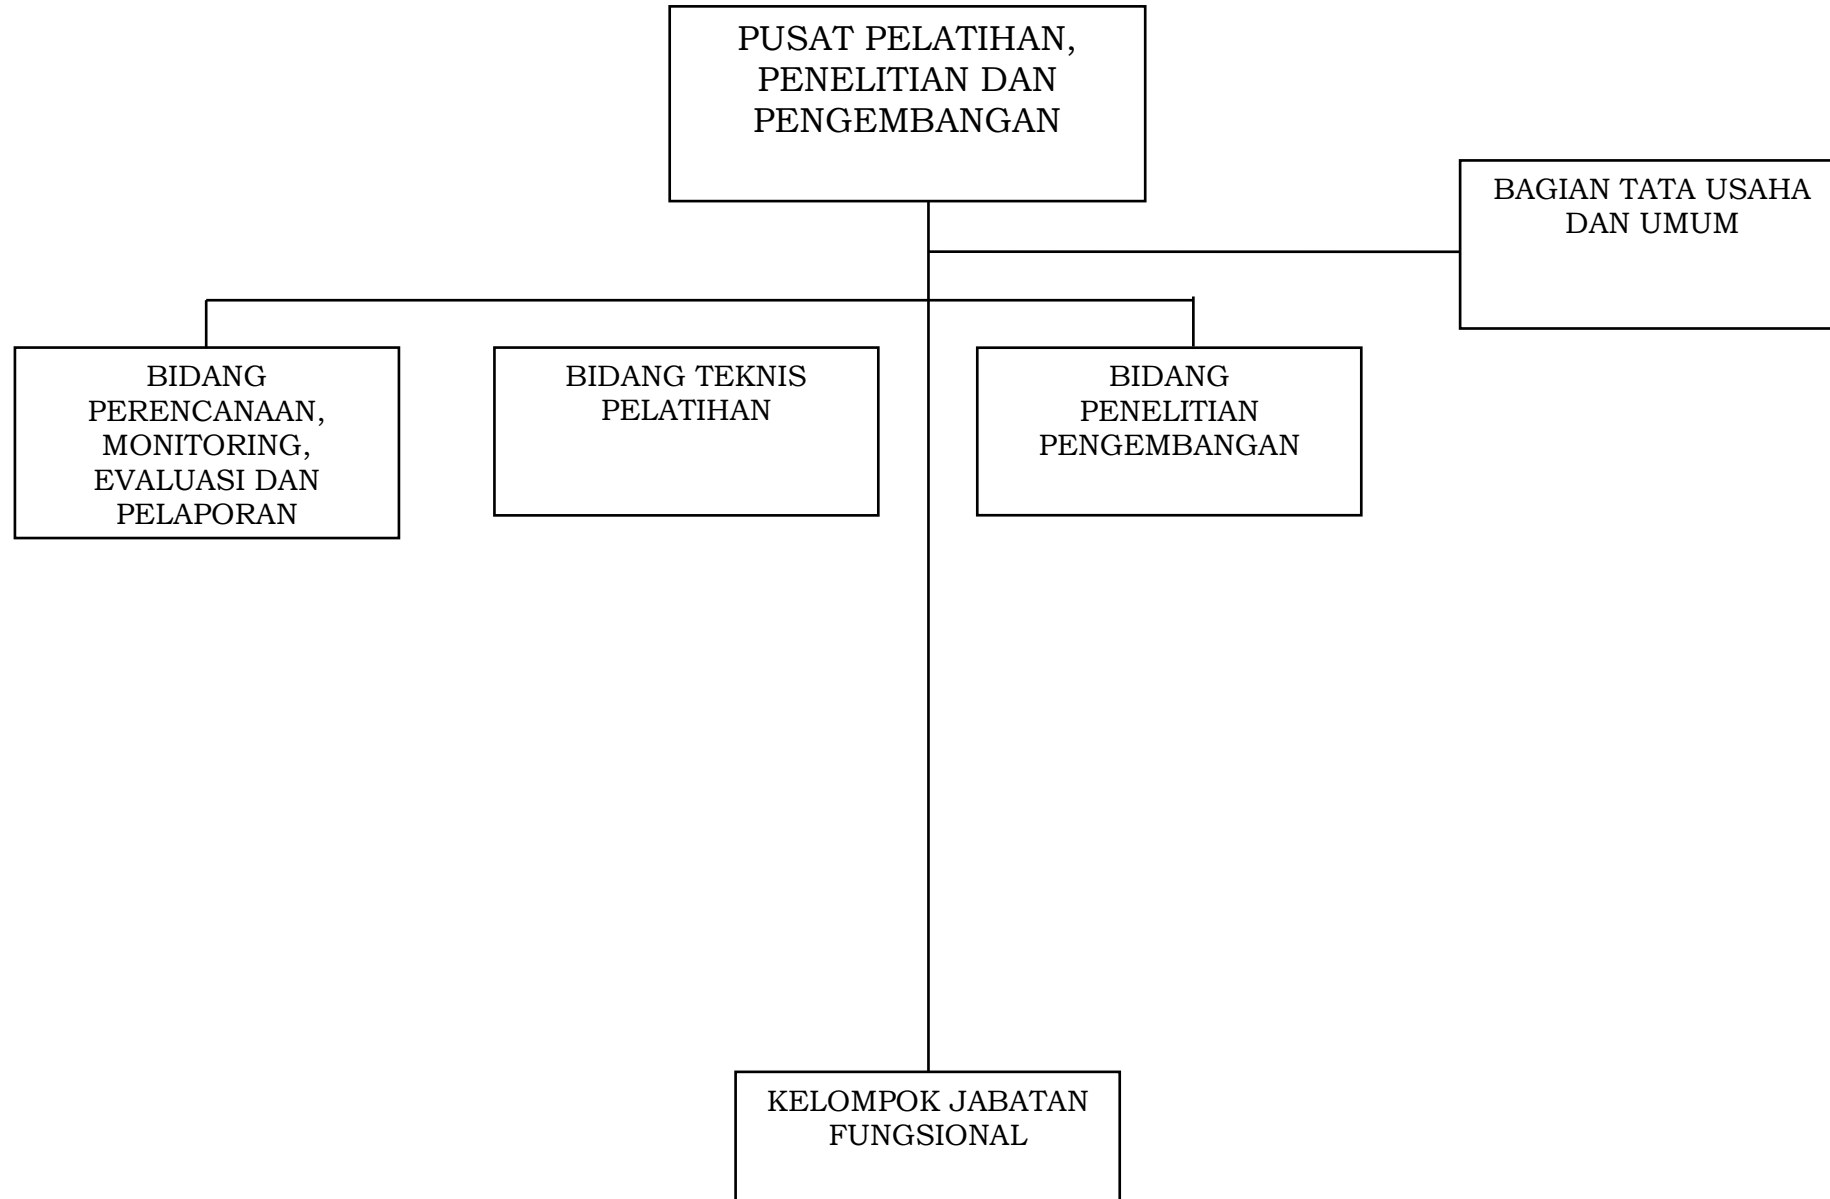 PUSAT PELATIHAN,
PENELITIAN DAN
PENGEMBANGAN
BAGIAN TATA USAHA
DAN UMUM
BIDANG
PERENCANAAN,
MONITORING,
EVALUASI DAN
PELAPORAN
BIDANG TEKNIS
PELATIHAN
BIDANG
PENELITIAN
PENGEMBANGAN
KELOMPOK JABATAN
FUNGSIONAL